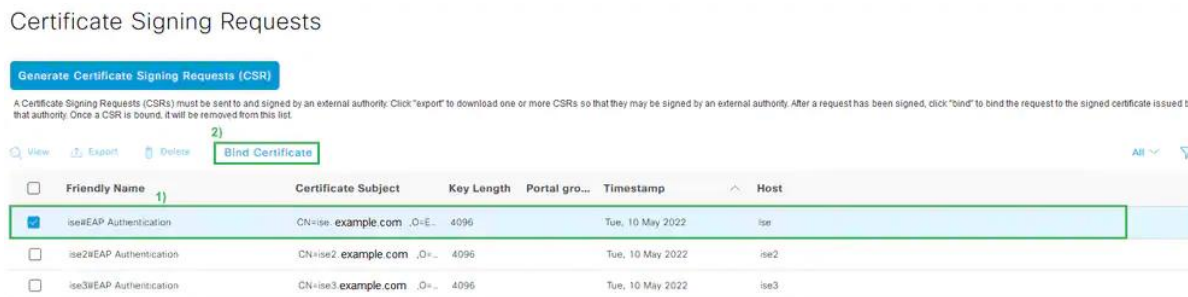 Certificate Signing Requests
Generate Certificate Signing Requests (CSR)
A Certificate Signing Requests (CSRs) must be sent to and signed by an external authority. Click "export" to download one or more CSRs so that they may be signed by an external authority. After a request has been signed, click "bind" to bind the request to the signed certificate issued b
that authority. Once a CSR is bound, it will be removed from this list.
2)
View Export Delete Bind Certificate All
Friendly Name 1) Certificate Subject Key Length Portal gro... Timestamp Host
ise#EAP Authentication CN=ise. example.com ,O=E... 4096 Tue, 10 May 2022 ise
ise2#EAP Authentication CN=ise2. example.com ,O=... 4096 Tue, 10 May 2022 ise2
ise3#EAP Authentication CN=ise3.example.com ,O=... 4096 Tue, 10 May 2022 ise3